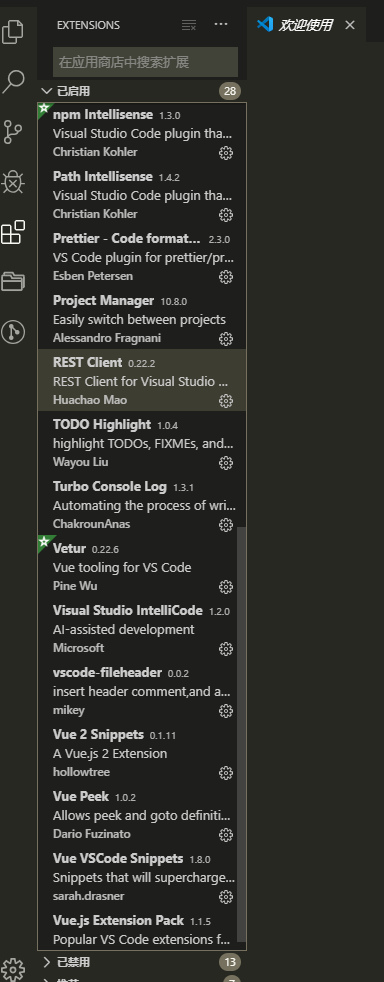 EXTENSIONS
欢迎使用
在应用商店中搜索扩展
已启用 28
npm Intellisense 1.3.0
Visual Studio Code plugin tha...
Christian Kohler
Path Intellisense 1.4.2
Visual Studio Code plugin tha...
Christian Kohler
Prettier - Code format... 2.3.0
VS Code plugin for prettier/pr...
Esben Petersen
Project Manager 10.8.0
Easily switch between projects
Alessandro Fragnani
REST Client 0.22.2
REST Client for Visual Studio ...
Huachao Mao
TODO Highlight 1.0.4
highlight TODOs, FIXMEs, and...
Wayou Liu
Turbo Console Log 1.3.1
Automating the process of wri...
ChakrounAnas
Vetur 0.22.6
Vue tooling for VS Code
Pine Wu
Visual Studio IntelliCode 1.2.0
AI-assisted development
Microsoft
vscode-fileheader 0.0.2
insert header comment,and a...
mikey
Vue 2 Snippets 0.1.11
A Vue.js 2 Extension
hollowtree
Vue Peek 1.0.2
Allows peek and goto definiti...
Dario Fuzinato
Vue VSCode Snippets 1.8.0
Snippets that will supercharge...
sarah.drasner
Vue.js Extension Pack 1.1.5
Popular VS Code extensions f...
已禁用 13